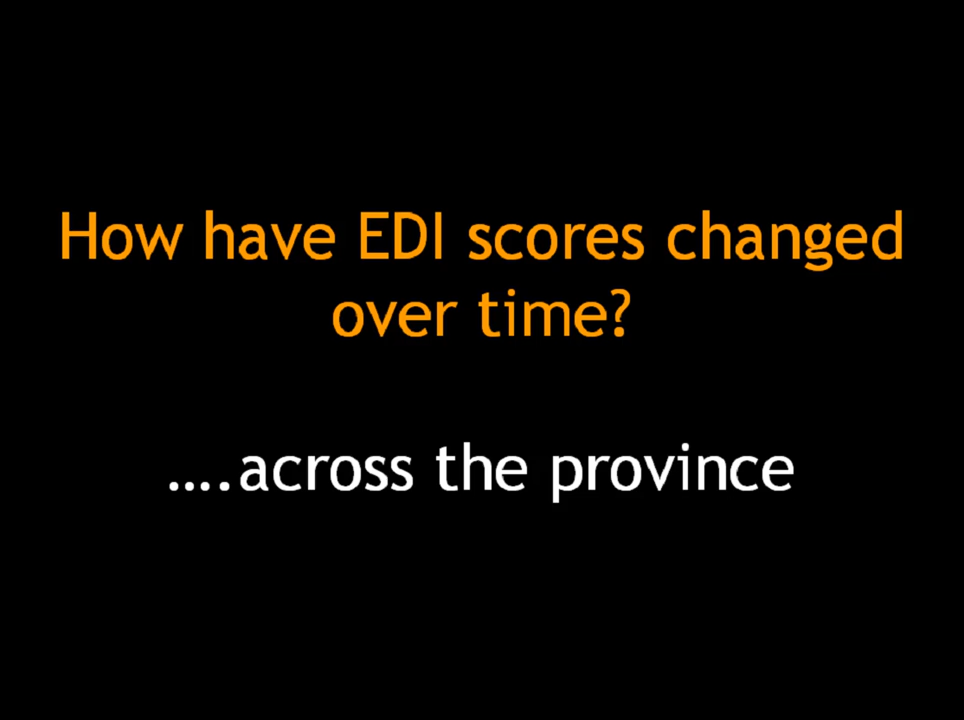 How have EDI scores changed
over time?
....across the province